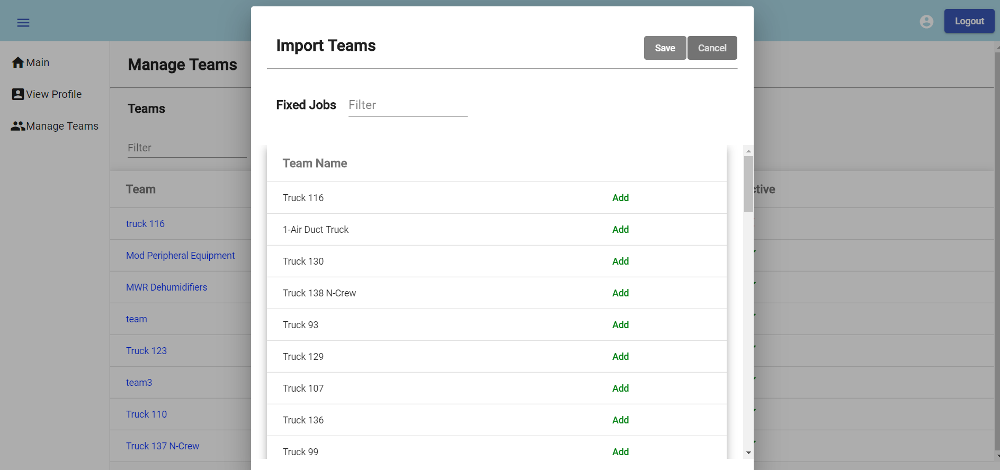 Logout
Main
View Profile
Manage Teams
Manage Teams
Teams
Filter
Team
truck 116
Mod Peripheral Equipment
MWR Dehumidifiers
team
Truck 123
team3
Truck 110
Truck 137 N-Crew
Import Teams
Save Cancel
Fixed Jobs Filter
Team Name
Truck 116 Add
1-Air Duct Truck Add
Truck 130 Add
Truck 138 N-Crew Add
Truck 93 Add
Truck 129 Add
Truck 107 Add
Truck 136 Add
Truck 99 Add